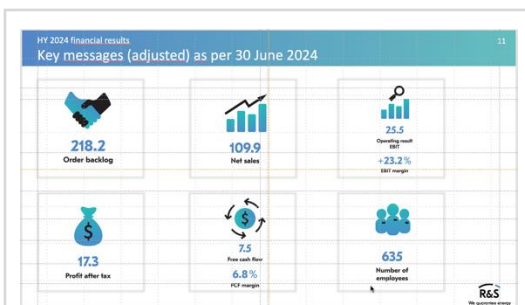 HY 2024 financial results
11
Key messages (adjusted) as per 30 June 2024
218.2
Order backlog
109.9
Net sales
25.5
Operating result
EBIT
+23.2%
EBIT margin
17.3
Profit after tax
7.5
Free cash flow
6.8%
FCF margin
635
Number of
employees
R&S
We guarantee energy